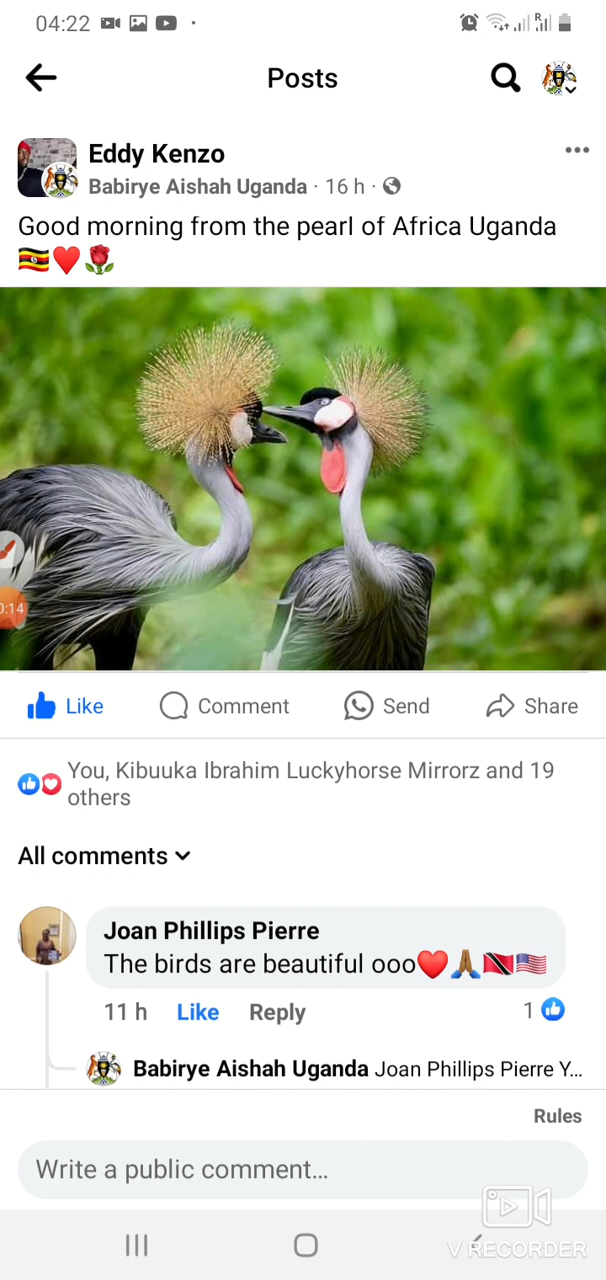 04:22
Posts
Eddy Kenzo
Babirye Aishah Uganda · 16 h ·
Good morning from the pearl of Africa Uganda
🇺🇬❤️🌹
0:14
Like Comment Send Share
You, Kibuuka Ibrahim Luckyhorse Mirrorz and 19
others
All comments
Joan Phillips Pierre
The birds are beautiful ooo❤️🙏🏾🇹🇹🇺🇸
11 h Like Reply 1
Babirye Aishah Uganda Joan Phillips Pierre Y...
Rules
Write a public comment...
V RECORDER